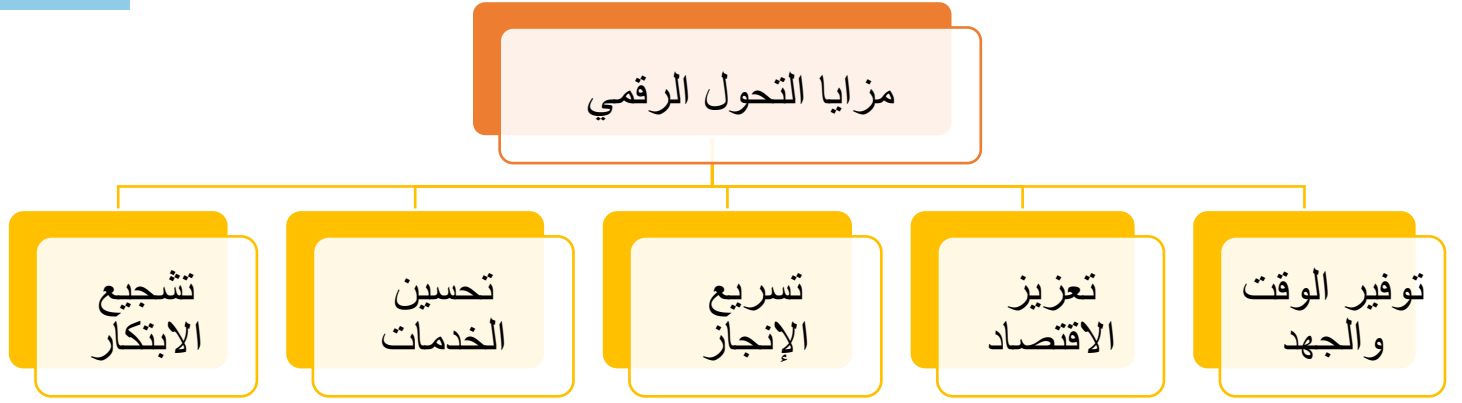 مزايا التحول الرقمي
توفير الوقت
والجهد
تعزيز
الاقتصاد
تسريع
الإنجاز
تحسين
الخدمات
تشجيع
الابتكار